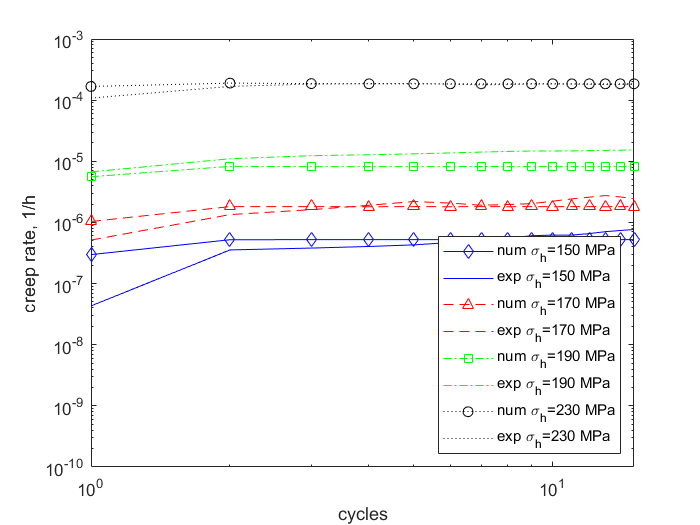 10^-3
10^-4
10^-5
10^-6
10^-7
10^-8
10^-9
10^-10
creep rate, 1/h
num σ_h=150 MPa
exp σ_h=150 MPa
num σ_h=170 MPa
exp σ_h=170 MPa
num σ_h=190 MPa
exp σ_h=190 MPa
num σ_h=230 MPa
exp σ_h=230 MPa
10^0
10^1
cycles